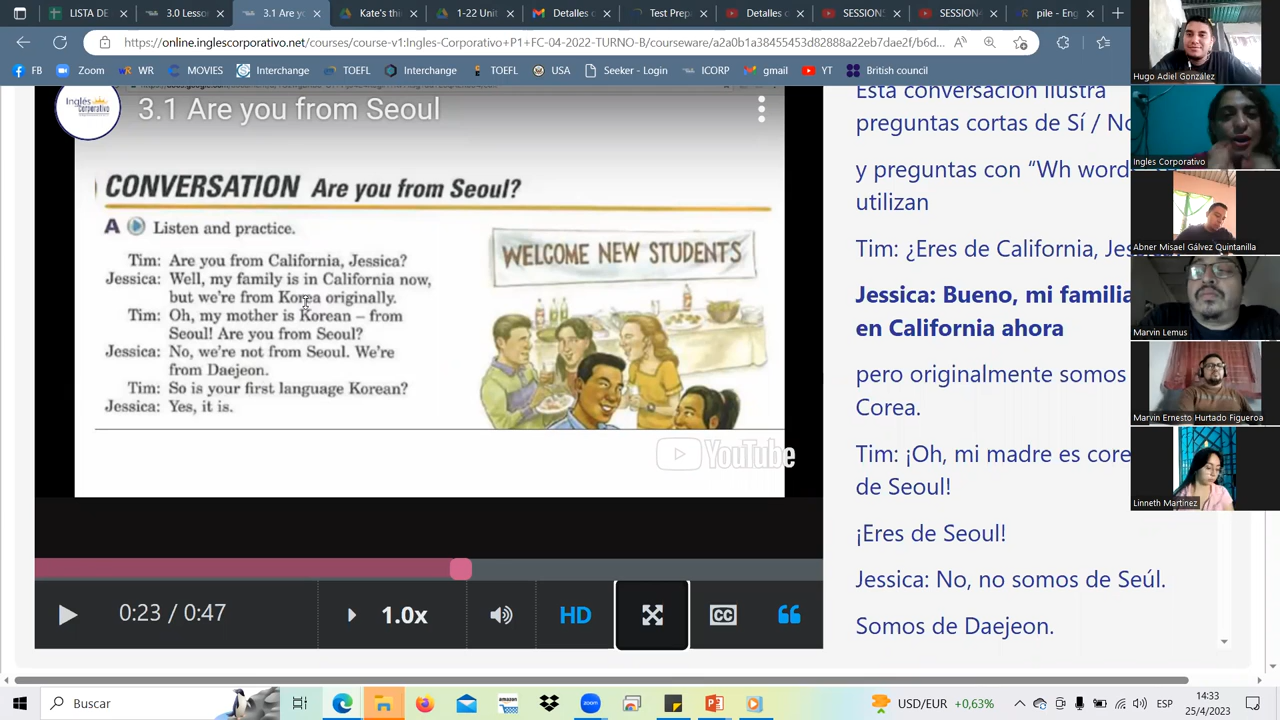 LISTA DE
3.0 Lesson
3.1 Are yo
Kate's thi
1-22 Unit
Detalles c
Test Prep
Detalles c
SESSION
SESSION
pile - Eng
https://online.inglescorporativo.net/courses/course-v1:Ingles-Corporativo+P1+FC-04-2022-TURNO-B/courseware/a2a0b1a38455453d82888a22eb7dae2f/b6d...
FB
Zoom
WR
MOVIES
Interchange
TOEFL
Interchange
TOEFL
USA
Seeker - Login
ICORP
gmail
YT
British council
Inglés
Corporativo
3.1 Are you from Seoul
CONVERSATION Are you from Seoul?
A Listen and practice.
Tim: Are you from California, Jessica?
Jessica: Well, my family is in California now,
but we're from Korea originally.
Tim: Oh, my mother is Korean – from
Seoul! Are you from Seoul?
Jessica: No, we're not from Seoul. We're
from Daejeon.
Tim: So is your first language Korean?
Jessica: Yes, it is.
WELCOME NEW STUDENTS
YouTube
0:23 / 0:47
1.0x
HD
CC
Esta conversación ilustra
preguntas cortas de Sí / No
y preguntas con “Wh word
utilizan
Tim: ¿Eres de California, Jes
Jessica: Bueno, mi familia
en California ahora
pero originalmente somos
Corea.
Tim: ¡Oh, mi madre es core
de Seoul!
¡Eres de Seoul!
Jessica: No, no somos de Seúl.
Somos de Daejeon.
Hugo Adiel González
Ingles Corporativo
Abner Misael Gálvez Quintanilla
Marvin Lemus
Marvin Ernesto Hurtado Figueroa
Linneth Martínez
Buscar
USD/EUR +0,63%
ESP
14:33
25/4/2023